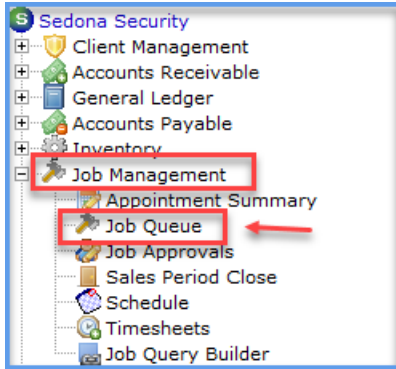 S Sedona Security
Client Management
Accounts Receivable
General Ledger
Accounts Payable
Inventory
Job Management
Appointment Summary
Job Queue
Job Approvals
Sales Period Close
Schedule
Timesheets
Job Query Builder